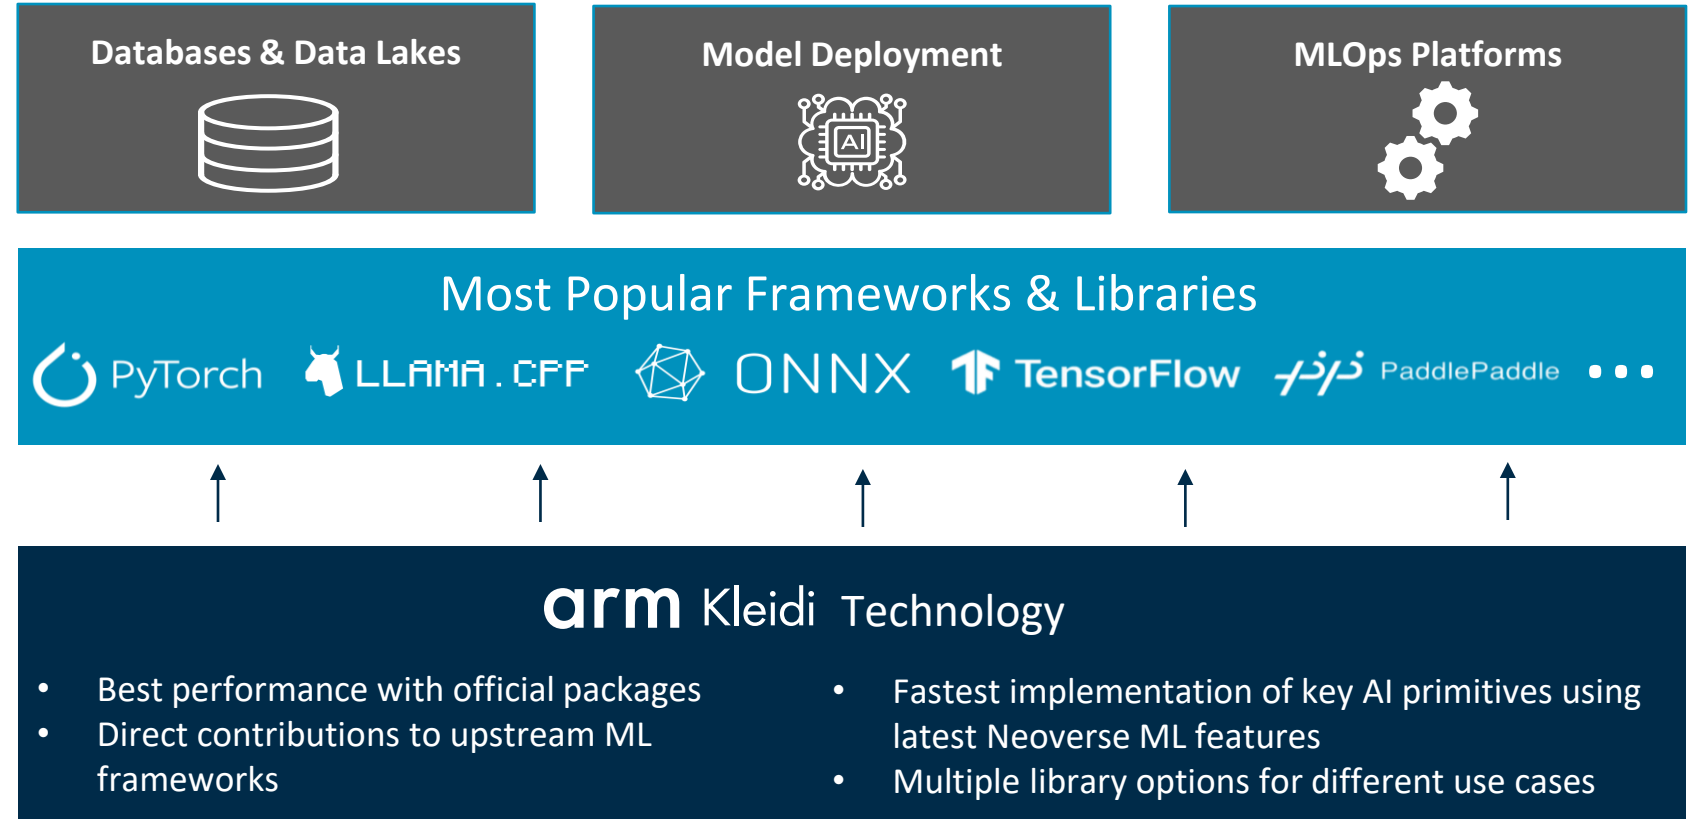 Databases & Data Lakes
Model Deployment
AI
MLOps Platforms
Most Popular Frameworks & Libraries
PyTorch
LLAMA.CPP
ONNX
TensorFlow
PaddlePaddle
•••
arm Kleidi Technology
• Best performance with official packages
• Direct contributions to upstream ML
frameworks
• Fastest implementation of key AI primitives using
latest Neoverse ML features
• Multiple library options for different use cases